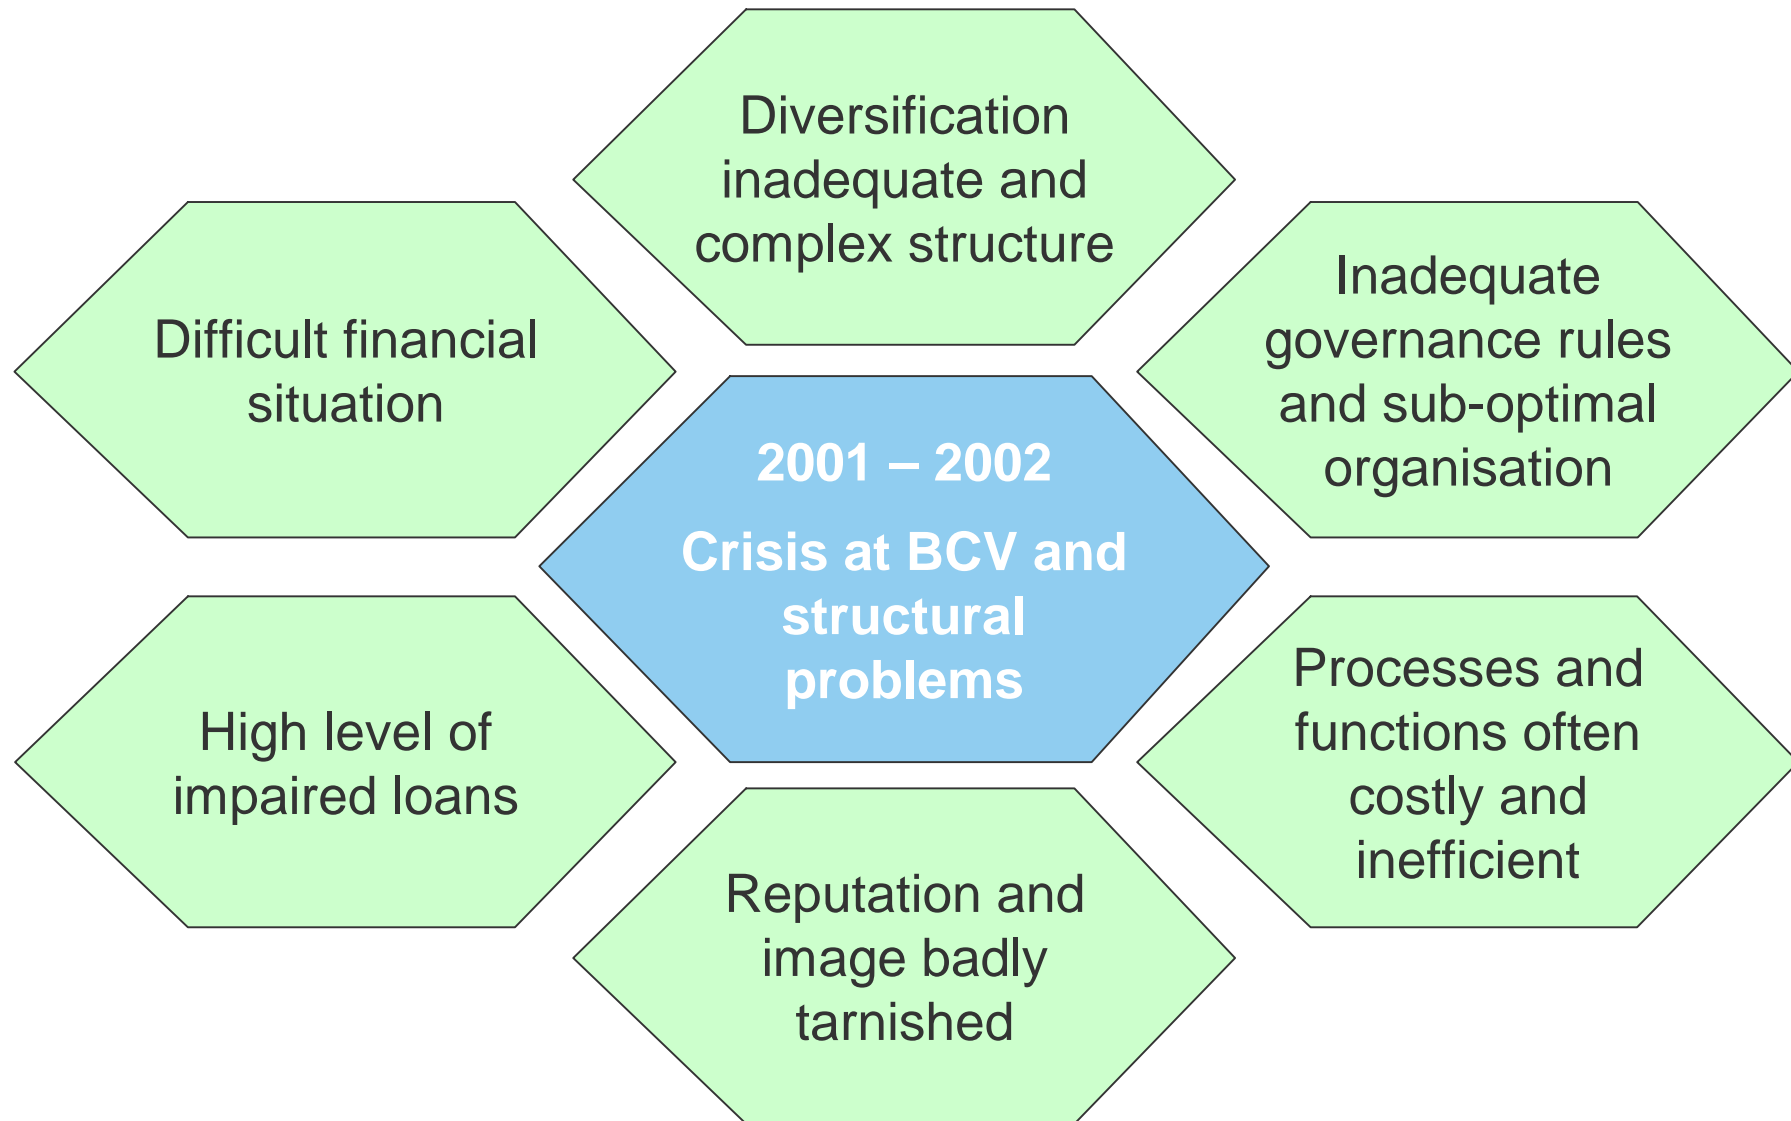 Diversification
inadequate and
complex structure
Difficult financial
situation
Inadequate
governance rules
and sub-optimal
organisation
2001 – 2002
Crisis at BCV and
structural
problems
High level of
impaired loans
Processes and
functions often
costly and
inefficient
Reputation and
image badly
tarnished